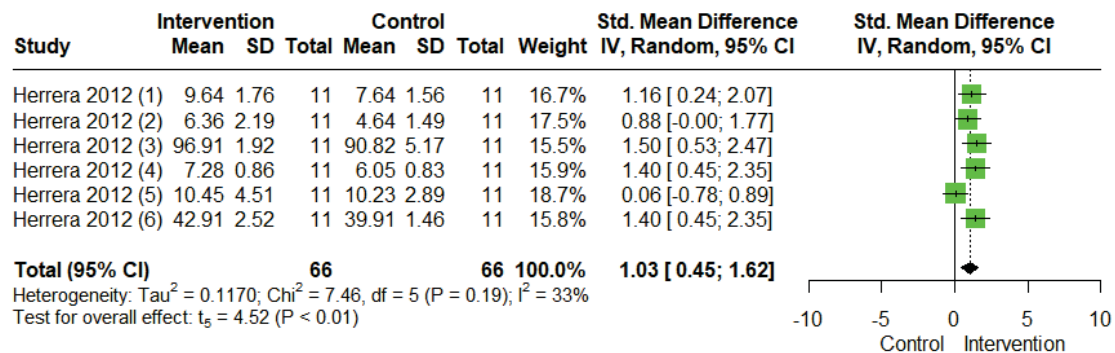 Intervention Control Std. Mean Difference Std. Mean Difference
Study Mean SD Total Mean SD Total Weight IV, Random, 95% CI IV, Random, 95% CI
Herrera 2012 (1) 9.64 1.76 11 7.64 1.56 11 16.7% 1.16 [ 0.24; 2.07]
Herrera 2012 (2) 6.36 2.19 11 4.64 1.49 11 17.5% 0.88 [-0.00; 1.77]
Herrera 2012 (3) 96.91 1.92 11 90.82 5.17 11 15.5% 1.50 [ 0.53; 2.47]
Herrera 2012 (4) 7.28 0.86 11 6.05 0.83 11 15.9% 1.40 [ 0.45; 2.35]
Herrera 2012 (5) 10.45 4.51 11 10.23 2.89 11 18.7% 0.06 [-0.78; 0.89]
Herrera 2012 (6) 42.91 2.52 11 39.91 1.46 11 15.8% 1.40 [ 0.45; 2.35]
Total (95% CI) 66 66 100.0% 1.03 [ 0.45; 1.62]
Heterogeneity: Tau² = 0.1170; Chi² = 7.46, df = 5 (P = 0.19); I² = 33%
Test for overall effect: t₅ = 4.52 (P < 0.01)
-10 -5 0 5 10
Control Intervention